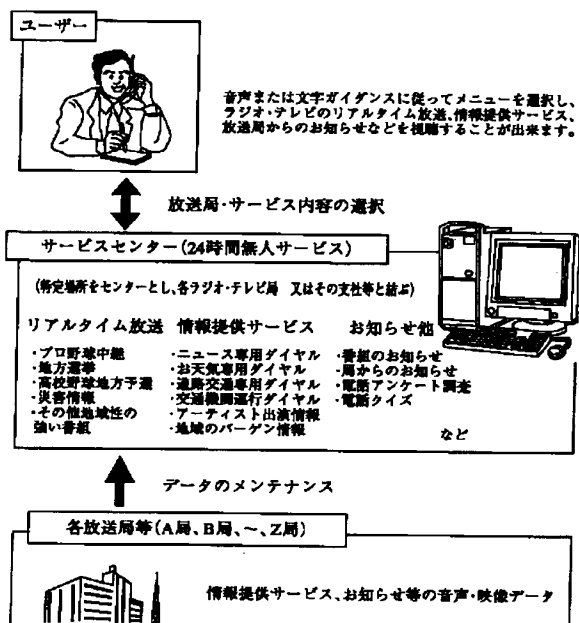 ユーザー
音声または文字ガイダンスに従ってメニューを選択し、
ラジオ・テレビのリアルタイム放送、情報提供サービス、
放送局からのお知らせなどを視聴することが出来ます。
放送局・サービス内容の選択
サービスセンター(24時間無人サービス)
(特定場所をセンターとし、各ラジオ・テレビ局 又はその支社等と結ぶ)
リアルタイム放送
・プロ野球中継
・地方選挙
・高校野球地方予選
・災害情報
・その他地域性の
強い番組
情報提供サービス
・ニュース専用ダイヤル
・お天気専用ダイヤル
・道路交通専用ダイヤル
・交通機関運行ダイヤル
・アーティスト出演情報
・地域のバーゲン情報
お知らせ他
・番組のお知らせ
・局からのお知らせ
・電話アンケート調査
・電話クイズ
など
データのメンテナンス
各放送局等(A局、B局、~、Z局)
情報提供サービス、お知らせ等の音声・映像データ